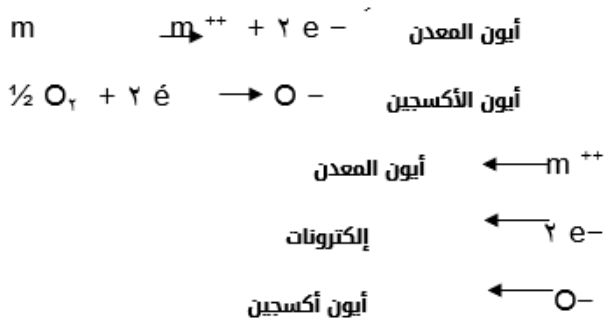 m → m ++ + ٢ e – أيون المعدن
½ O٢ + ٢ é → O – أيون الأكسجين
أيون المعدن ← m ++
إلكترونات ← ٢ e–
أيون أكسجين ← O–